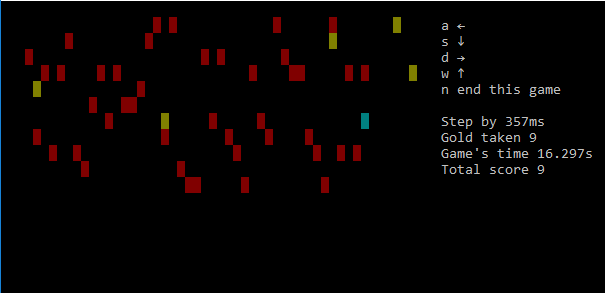 a ←
s ↓
d →
w ↑
n end this game
Step by 357ms
Gold taken 9
Game's time 16.297s
Total score 9